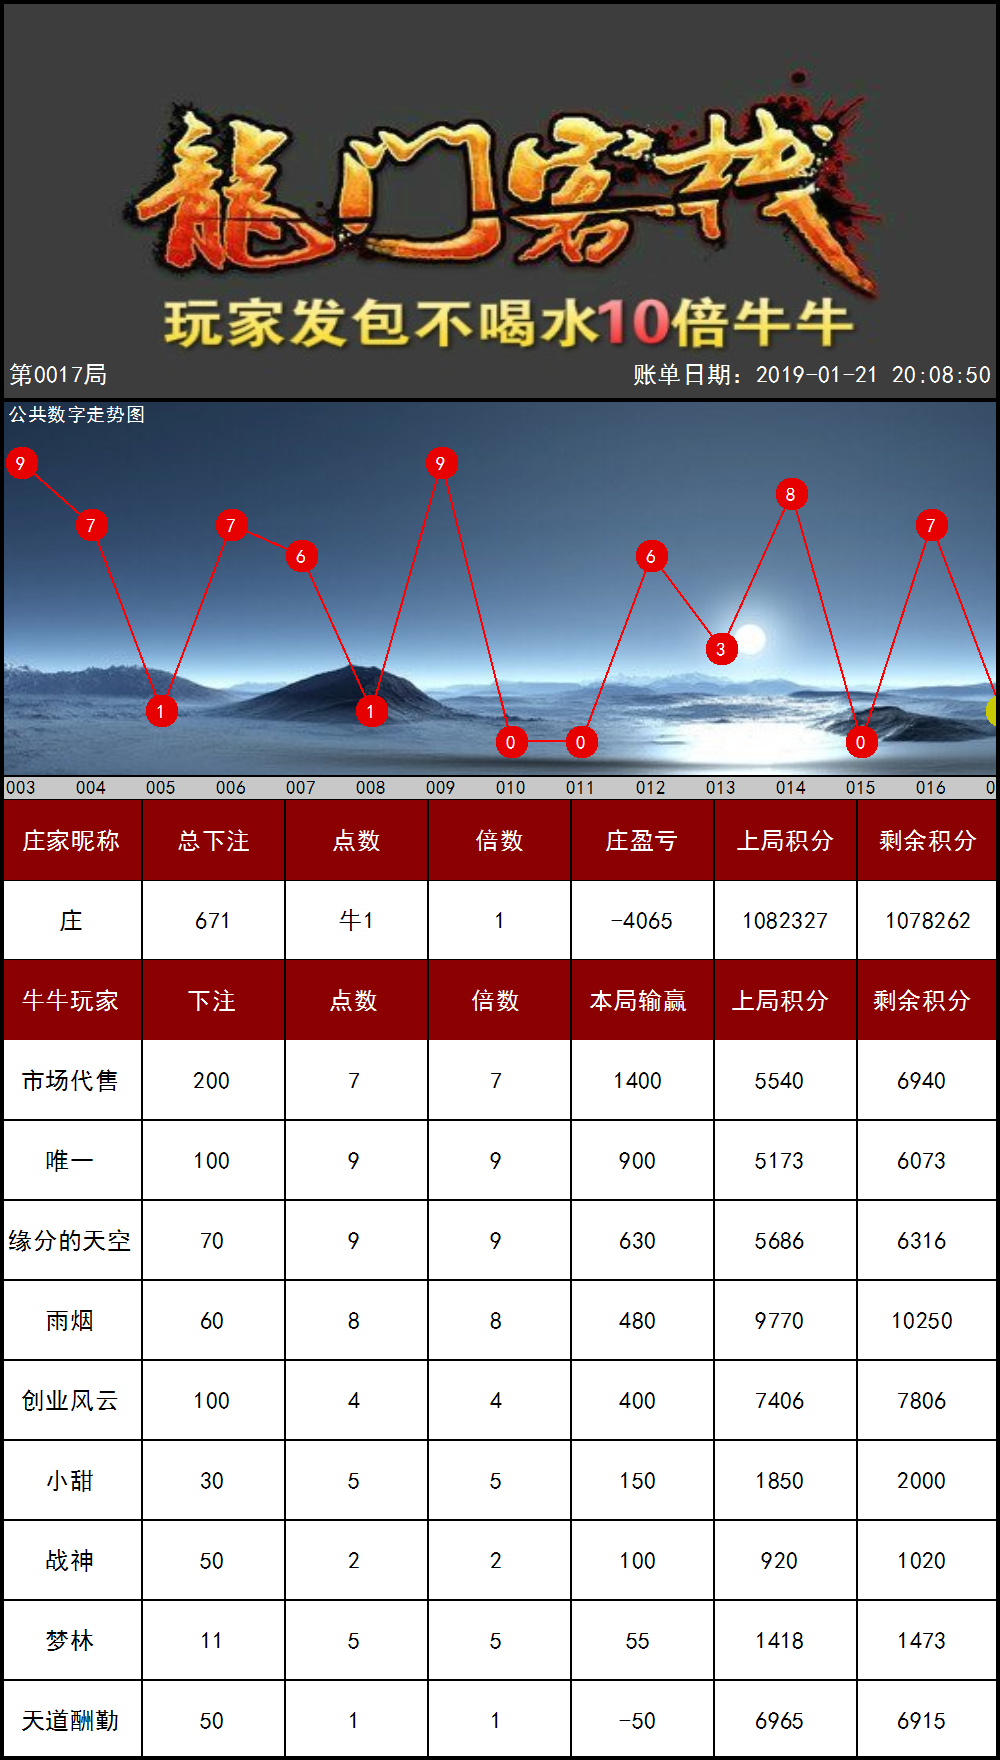 龍门客栈
玩家发包不喝水10倍牛牛
第0017局 账单日期：2019-01-21 20:08:50
公共数字走势图
9 7 1 7 6 1 9 0 0 6 3 8 0 7
003 004 005 006 007 008 009 010 011 012 013 014 015 016 0
庄家昵称 总下注 点数 倍数 庄盈亏 上局积分 剩余积分
庄 671 牛1 1 -4065 1082327 1078262
牛牛玩家 下注 点数 倍数 本局输赢 上局积分 剩余积分
市场代售 200 7 7 1400 5540 6940
唯一 100 9 9 900 5173 6073
缘分的天空 70 9 9 630 5686 6316
雨烟 60 8 8 480 9770 10250
创业风云 100 4 4 400 7406 7806
小甜 30 5 5 150 1850 2000
战神 50 2 2 100 920 1020
梦林 11 5 5 55 1418 1473
天道酬勤 50 1 1 -50 6965 6915